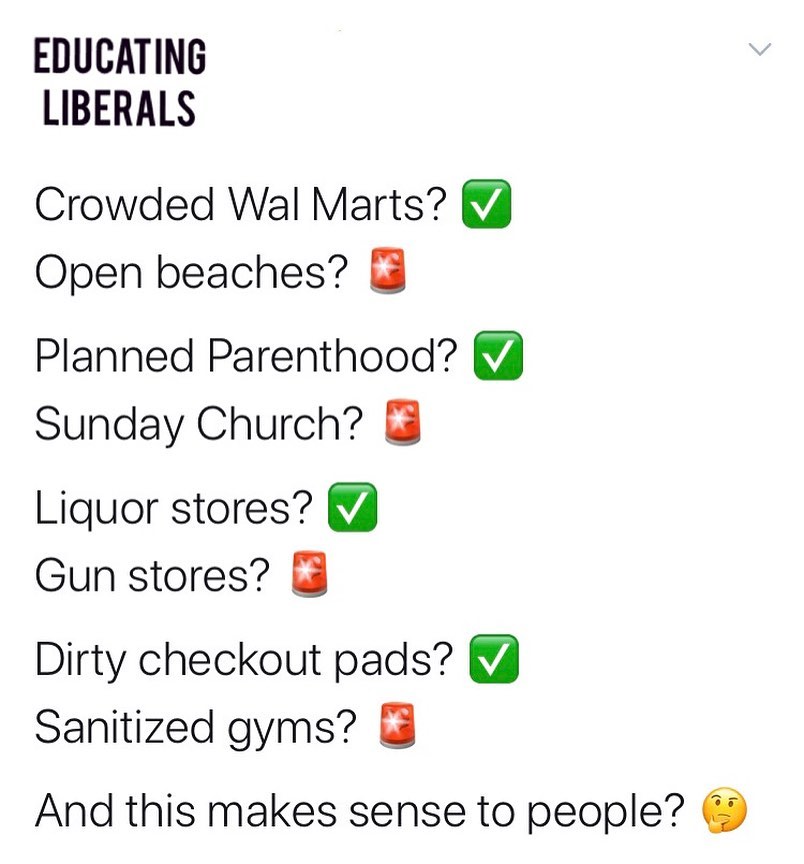 EDUCATING
LIBERALS
Crowded Wal Marts? ✅
Open beaches? 🚨
Planned Parenthood? ✅
Sunday Church? 🚨
Liquor stores? ✅
Gun stores? 🚨
Dirty checkout pads? ✅
Sanitized gyms? 🚨
And this makes sense to people? 🤔